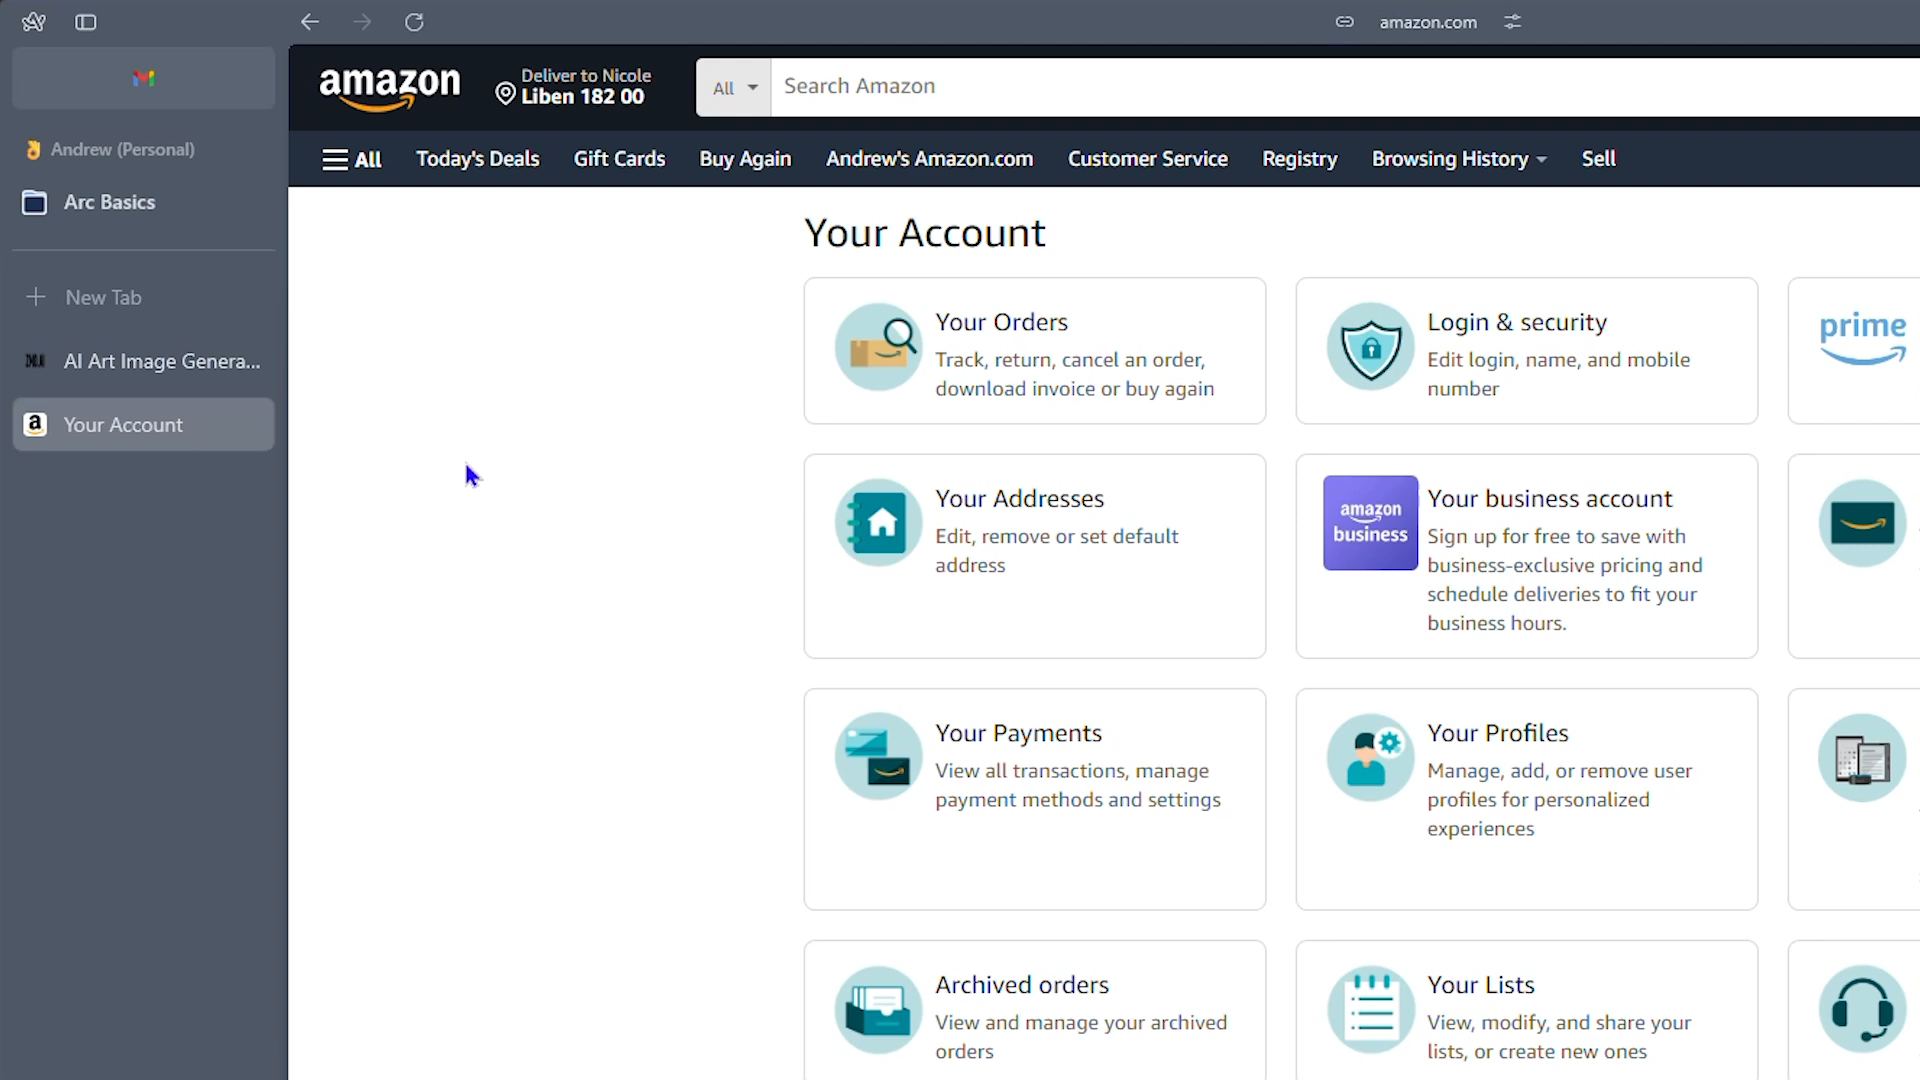 amazon.com
Andrew (Personal)
Arc Basics
New Tab
AI Art Image Genera...
a
Your Account
amazon
Deliver to Nicole
Liben 182 00
All
Search Amazon
All
Today's Deals
Gift Cards
Buy Again
Andrew's Amazon.com
Customer Service
Registry
Browsing History
Sell
Your Account
Your Orders
Track, return, cancel an order,
download invoice or buy again
Login & security
Edit login, name, and mobile
number
prime
Your Addresses
Edit, remove or set default
address
amazon
business
Your business account
Sign up for free to save with
business-exclusive pricing and
schedule deliveries to fit your
business hours.
Your Payments
View all transactions, manage
payment methods and settings
Your Profiles
Manage, add, or remove user
profiles for personalized
experiences
Archived orders
View and manage your archived
orders
Your Lists
View, modify, and share your
lists, or create new ones